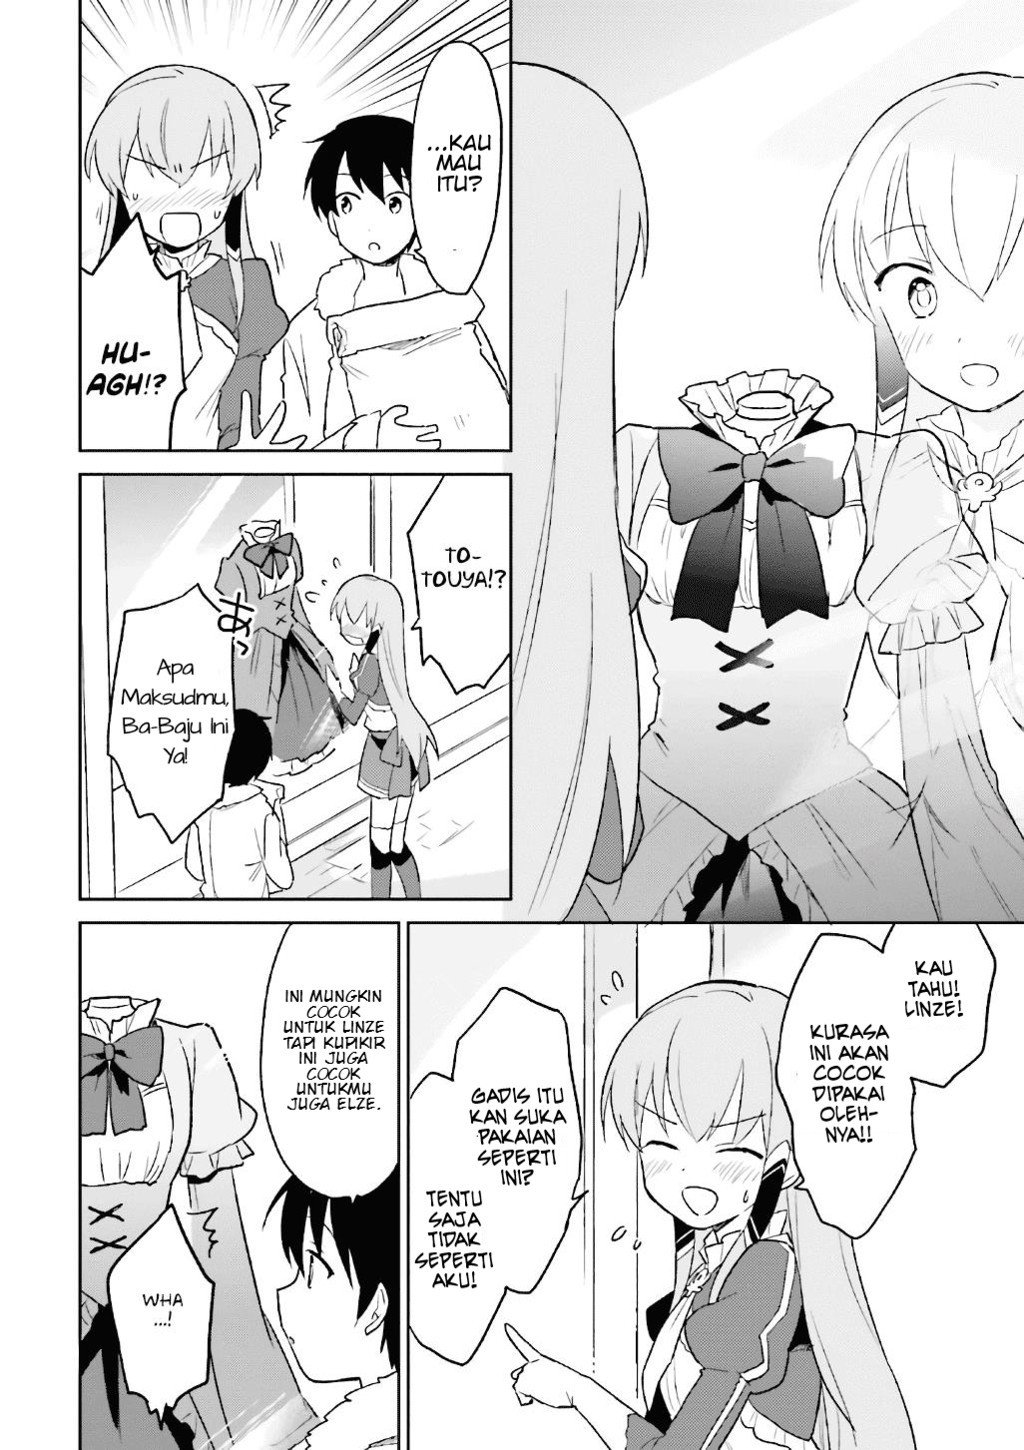 ...KAU
MAU
ITU?
HU-
AGH!?
TO-
TOUYA!?
あっ
Apa
Maksudmu,
Ba-Baju Ini
Ya!
KAU
TAHU!
LINZE!
KURASA
INI AKAN
COCOK
DIPAKAI
OLEH-
NYA!!
GADIS ITU
KAN SUKA
PAKAIAN
SEPERTI
INI?
TENTU
SAJA
TIDAK
SEPERTI
AKU!
INI MUNGKIN
COCOK
UNTUK LINZE
TAPI KUPIKIR
INI JUGA
COCOK
UNTUKMU
JUGA ELZE.
WHA
...!